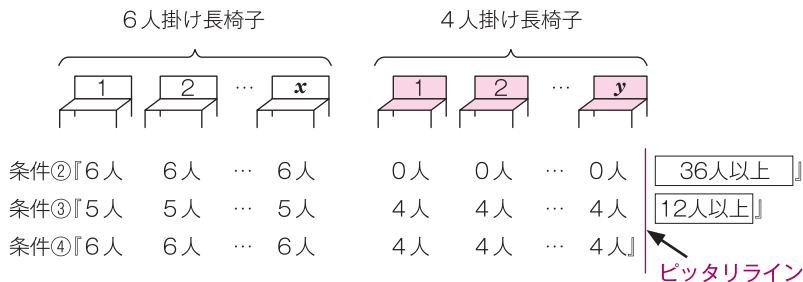 6人掛け長椅子 4人掛け長椅子
1 2 … x 1 2 … y
条件②『6人 6人 … 6人 0人 0人 … 0人 36人以上』
条件③『5人 5人 … 5人 4人 4人 … 4人 12人以上』
条件④『6人 6人 … 6人 4人 4人 … 4人』
ピッタリライン